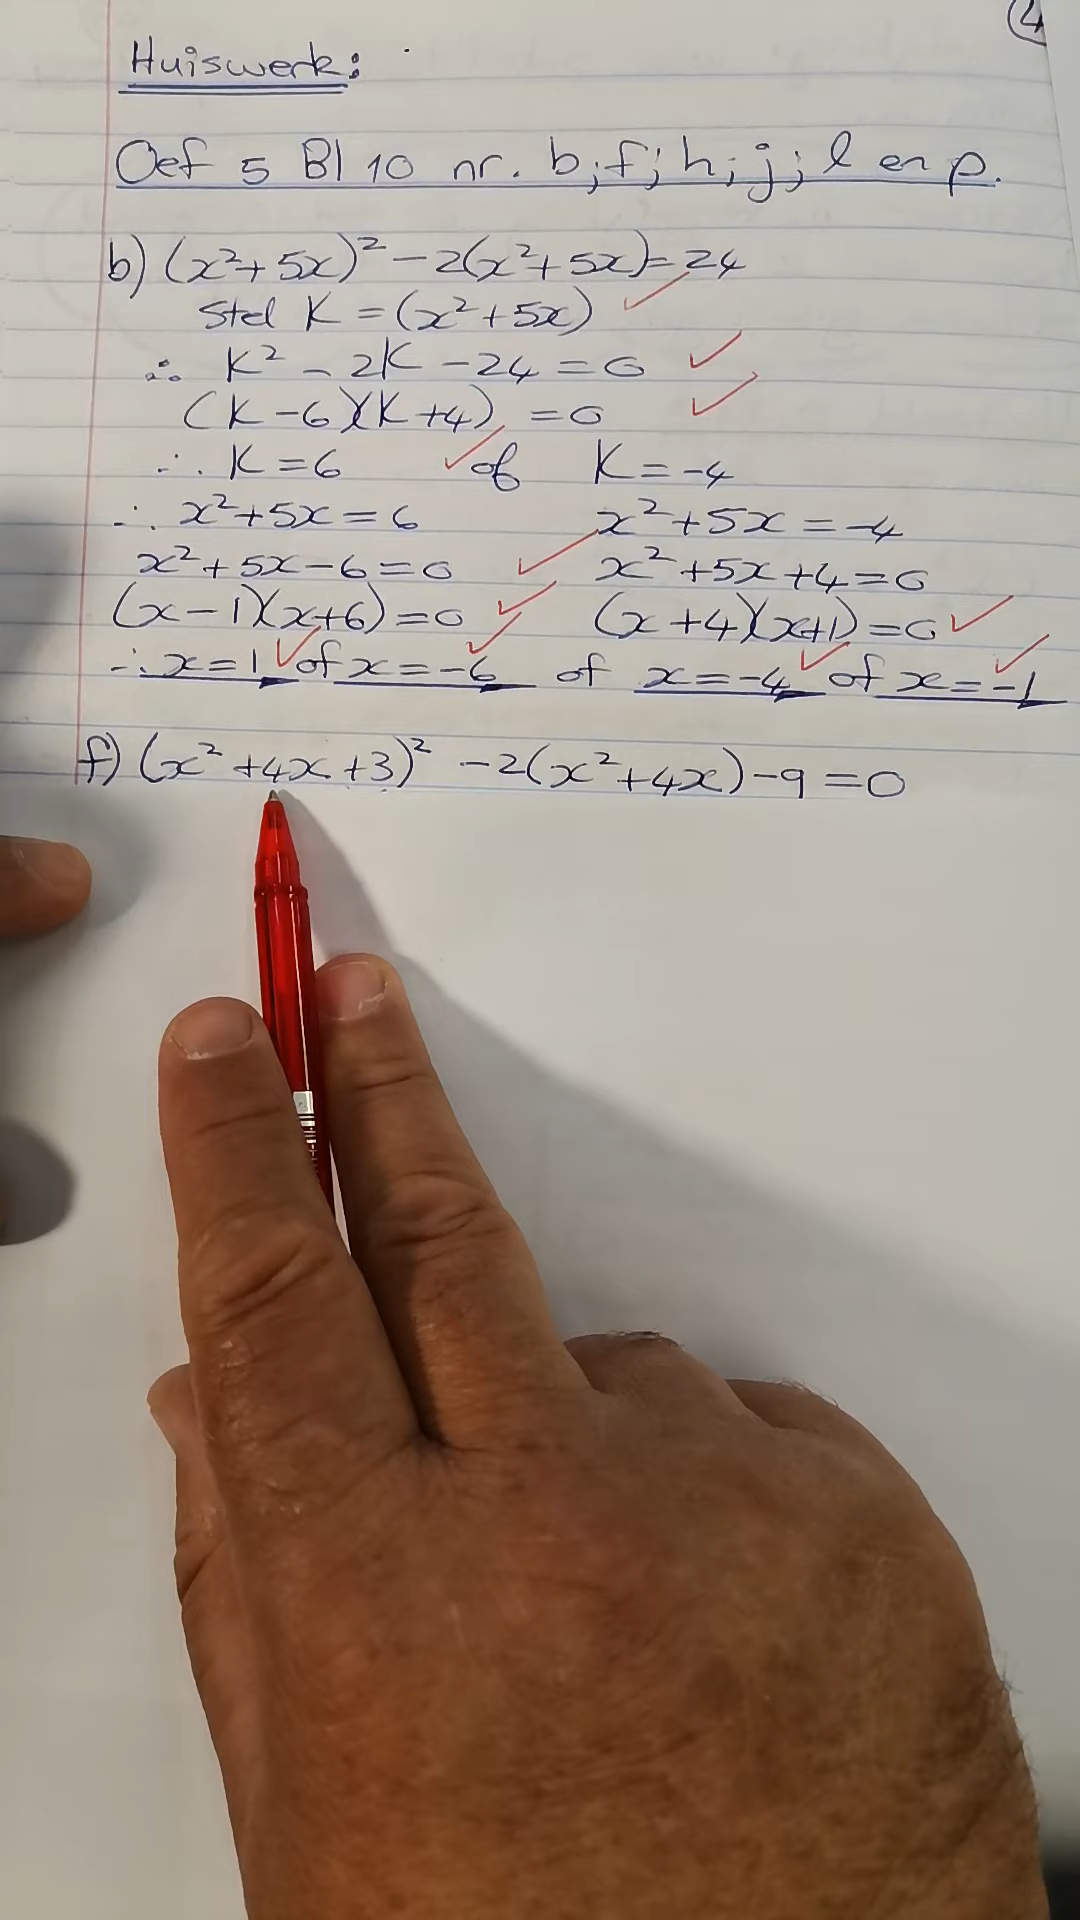 4
Huiswerk:
Oef 5 Bl 10 nr. b; f; h; j; l en p.
b) (x²+5x)² - 2(x²+5x) = 24
Stel K = (x²+5x)
∴ K² - 2K - 24 = 0
(K-6)(K+4) = 0
∴ K = 6 of K = -4
∴ x²+5x = 6 x²+5x = -4
x²+5x-6 = 0 x²+5x+4 = 0
(x-1)(x+6) = 0 (x+4)(x+1) = 0
∴ x = 1 of x = -6 of x = -4 of x = -1
f) (x²+4x+3)² - 2(x²+4x) - 9 = 0